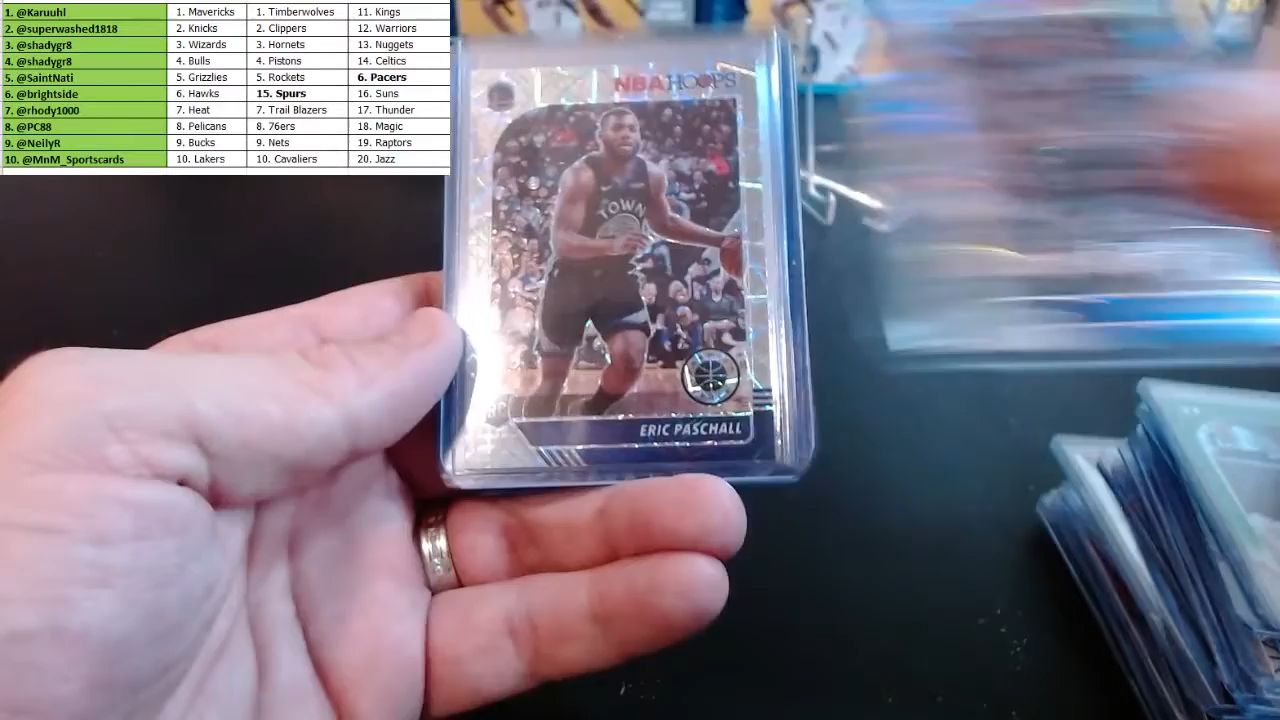 1. @Karuuhl 1. Mavericks 1. Timberwolves 11. Kings
2. @superwashed1818 2. Knicks 2. Clippers 12. Warriors
3. @shadygr8 3. Wizards 3. Hornets 13. Nuggets
4. @shadygr8 4. Bulls 4. Pistons 14. Celtics
5. @SaintNati 5. Grizzlies 5. Rockets 6. Pacers
6. @brightside 6. Hawks 15. Spurs 16. Suns
7. @rhody1000 7. Heat 7. Trail Blazers 17. Thunder
8. @PC88 8. Pelicans 8. 76ers 18. Magic
9. @NeilyR 9. Bucks 9. Nets 19. Raptors
10. @MnM_Sportscards 10. Lakers 10. Cavaliers 20. Jazz
NBA HOOPS
TOWN
ERIC PASCHALL